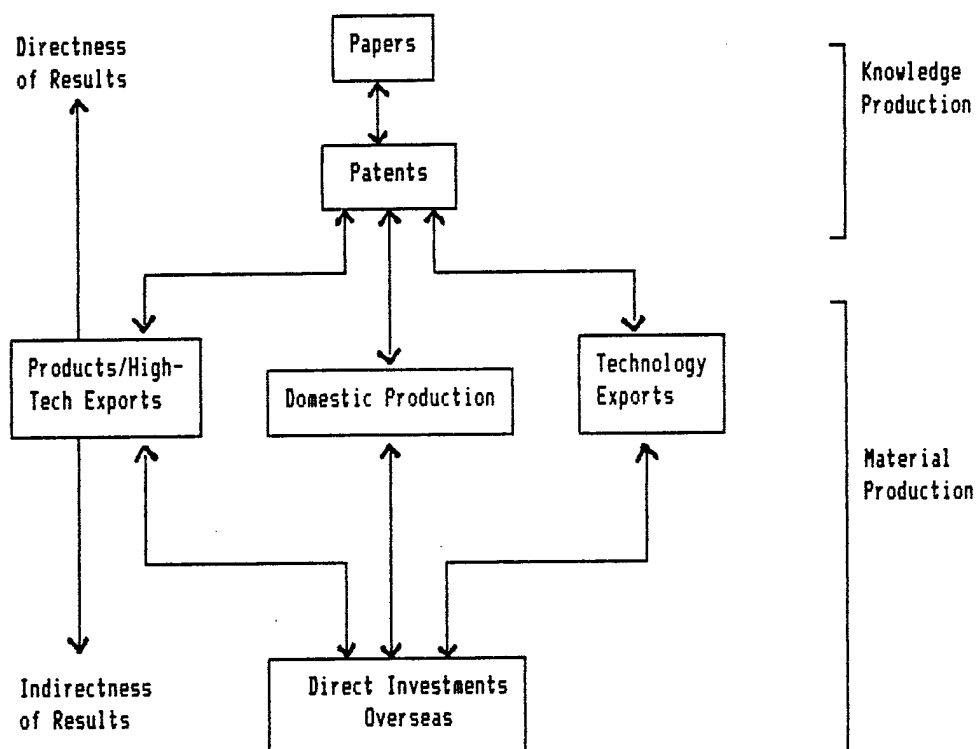 Directness
of Results
Papers
Knowledge
Production
Patents
Products/High-
Tech Exports
Domestic Production
Technology
Exports
Material
Production
Indirectness
of Results
Direct Investments
Overseas